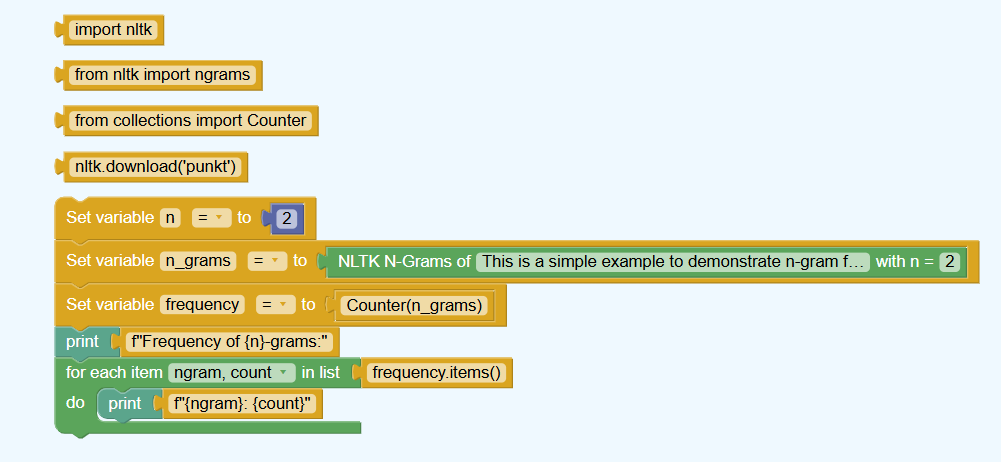 import nltk
from nltk import ngrams
from collections import Counter
nltk.download('punkt')
Set variable n = to 2
Set variable n_grams = to NLTK N-Grams of This is a simple example to demonstrate n-gram f... with n = 2
Set variable frequency = to Counter(n_grams)
print f"Frequency of {n}-grams:"
for each item ngram, count in list frequency.items()
do print f"{ngram}: {count}"